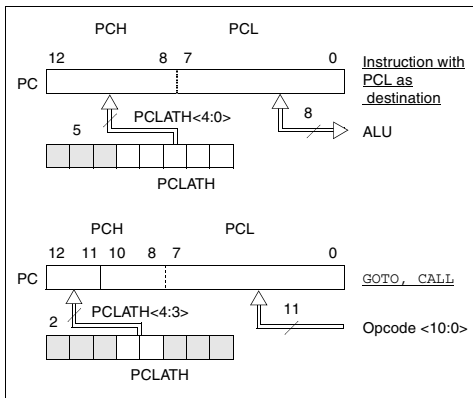 PCH PCL
12 8 7 0
Instruction with
PCL as
destination
PC
PCLATH<4:0>
8
ALU
5
PCLATH
PCH PCL
12 11 10 8 7 0
PC
GOTO, CALL
PCLATH<4:3>
11
2
Opcode <10:0>
PCLATH